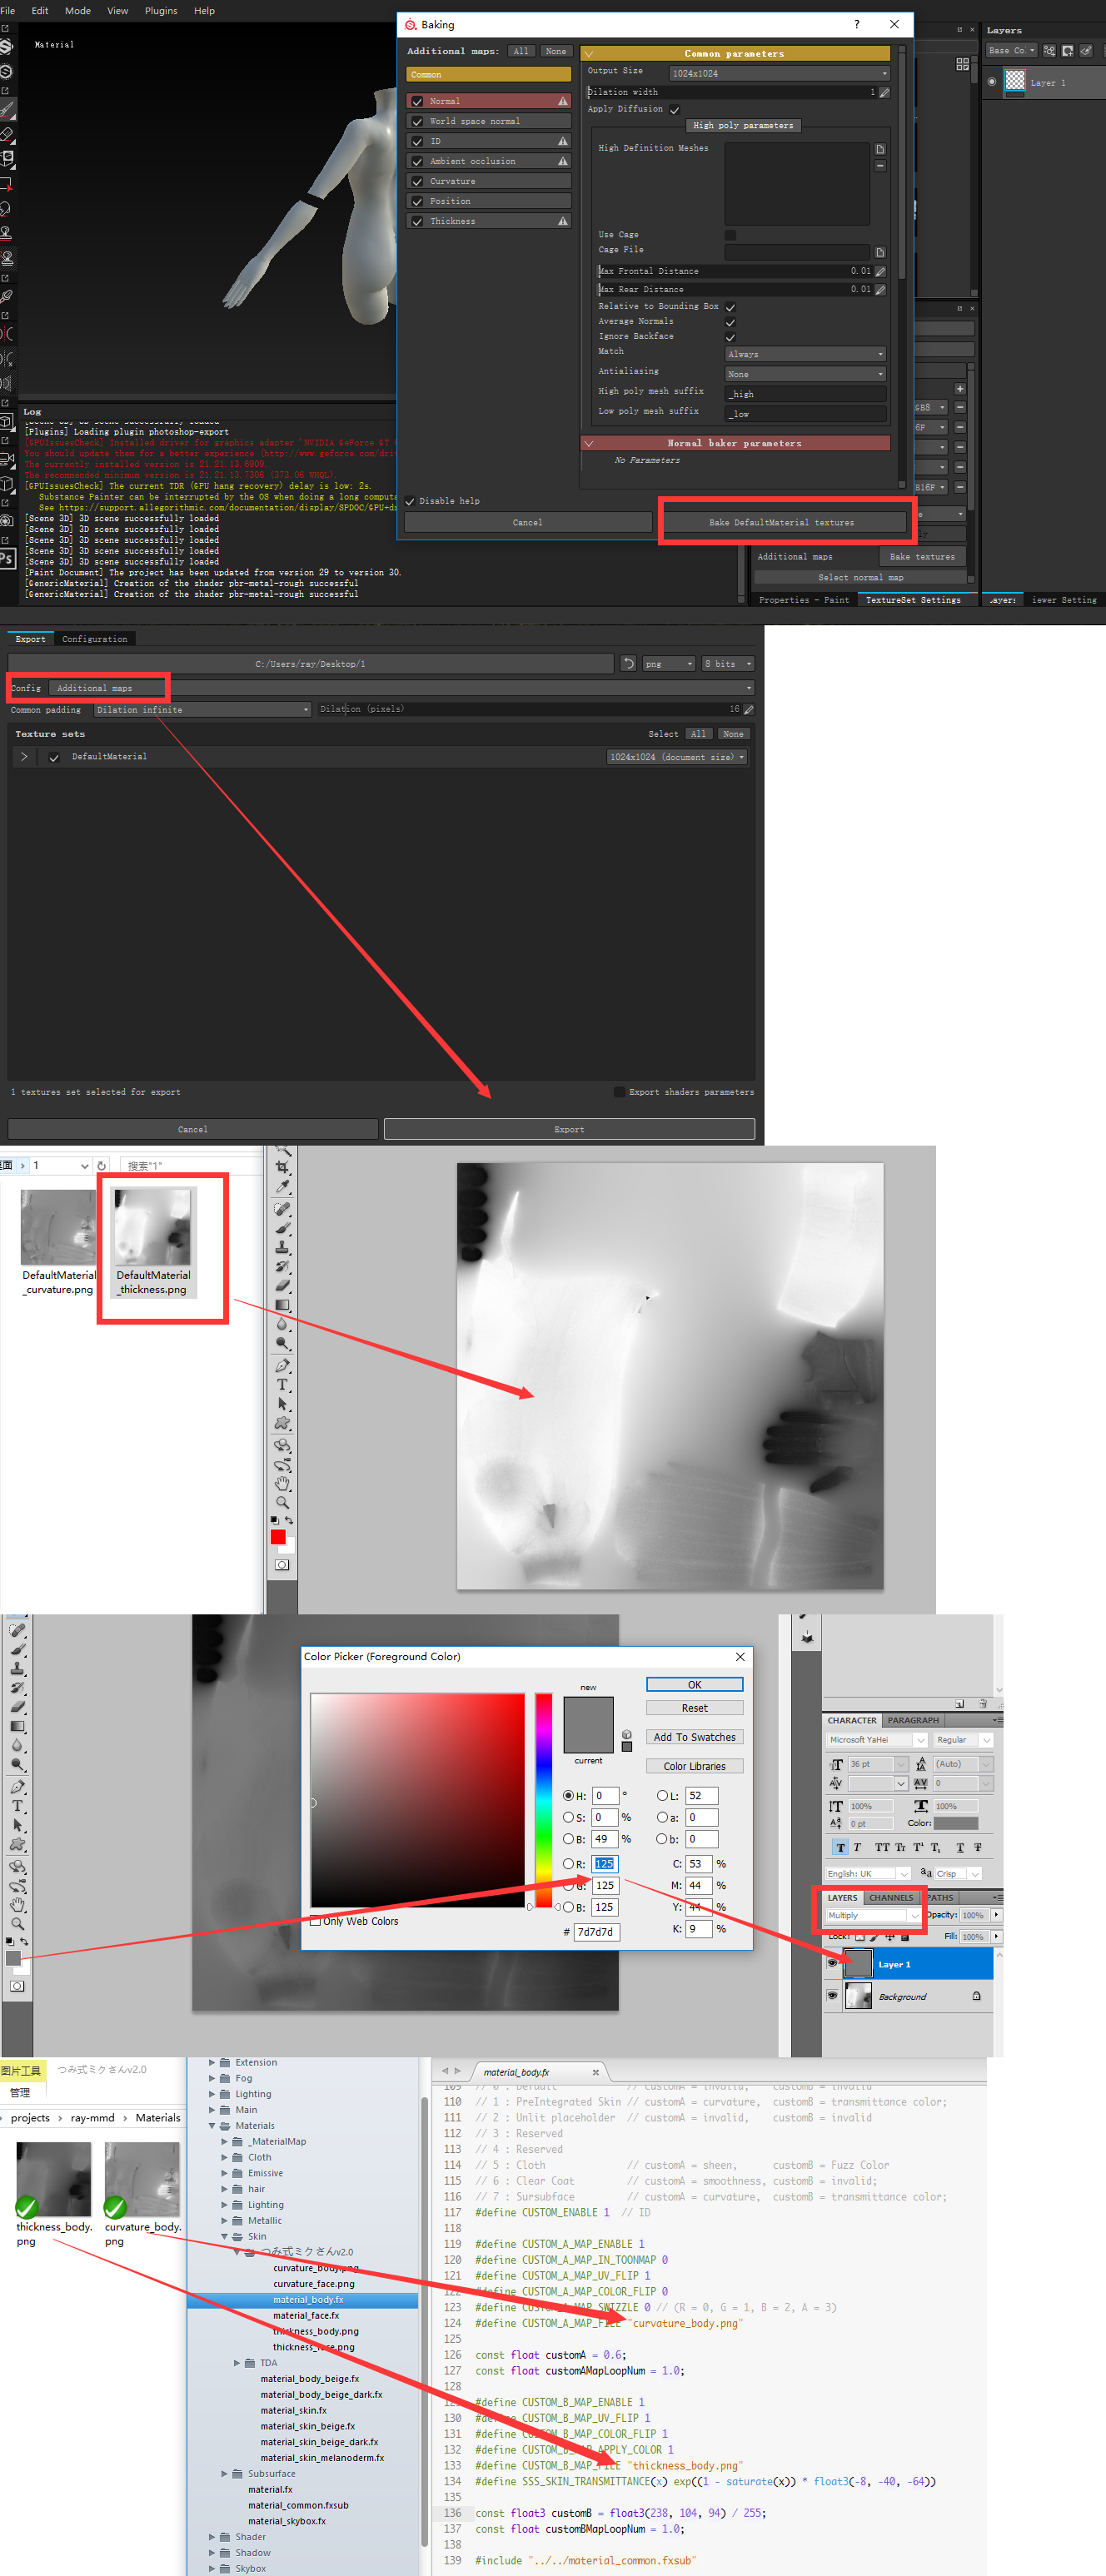 File Edit Mode View Plugins Help
Material
Baking
Additional maps: All None
Common
Normal
World space normal
ID
Ambient occlusion
Curvature
Position
Thickness
Common parameters
Output Size 1024x1024
Dilation width 1
Apply Diffusion
High poly parameters
High Definition Meshes
Use Cage
Cage File
Max Frontal Distance 0.01
Max Rear Distance 0.01
Relative to Bounding Box
Average Normals
Ignore Backface
Match Always
Antialiasing None
High poly mesh suffix _high
Low poly mesh suffix _low
Normal baker parameters
No Parameters
Disable help
Cancel
Bake DefaultMaterial textures
Layers
Base Co
Layer 1
Log
[Plugins] Loading plugin photoshop-export
[GPUIssuesCheck] Installed driver for graphics adapter 'NVIDIA GeForce GT
You should update them for a better experience (http://www.geforce.com/dri
The currently installed version is 21.21.13.6909.
The recommended minimum version is 21.21.13.7306 (373.06 WHQL).
[GPUIssuesCheck] The current TDR (GPU hang recovery) delay is low: 2s.
Substance Painter can be interrupted by the OS when doing a long computa
See https://support.allegorithmic.com/documentation/display/SPDOC/GPU+d
[Scene 3D] 3D scene successfully loaded
[Scene 3D] 3D scene successfully loaded
[Scene 3D] 3D scene successfully loaded
[Scene 3D] 3D scene successfully loaded
[Scene 3D] 3D scene successfully loaded
[Paint Document] The project has been updated from version 29 to version 30.
[GenericMaterial] Creation of the shader pbr-metal-rough successful
[GenericMaterial] Creation of the shader pbr-metal-rough successful
Additional maps Bake textures
Select normal map
Properties - Paint TextureSet Settings
iewer Setting
Export Configuration
C:/Users/ray/Desktop/1 png 8 bits
Config Additional maps
Common padding Dilation infinite Dilation (pixels) 16
Texture sets Select All None
DefaultMaterial 1024x1024 (document size)
1 textures set selected for export Export shaders parameters
Cancel Export
1 搜索"1"
DefaultMaterial
_curvature.png
DefaultMaterial
_thickness.png
Color Picker (Foreground Color)
new
current
OK
Reset
Add To Swatches
Color Libraries
H: 0 °
S: 0 %
B: 49 %
R: 125
G: 125
B: 125
# 7d7d7d
L: 52
a: 0
b: 0
C: 53 %
M: 44 %
Y: 44 %
K: 9 %
Only Web Colors
CHARACTER PARAGRAPH
Microsoft YaHei Regular
36 pt (Auto)
0
100% 100%
0 pt Color:
T T TT Tr T¹ T₁ T T
English: UK aa Crisp
LAYERS CHANNELS PATHS
Multiply Opacity: 100%
Lock: Fill: 100%
Layer 1
Background
图片工具 つみ式ミクさんv2.0
管理
projects › ray-mmd › Materials
thickness_body.
png
curvature_body.
png
Extension
Fog
Lighting
Main
Materials
_MaterialMap
Cloth
Emissive
hair
Lighting
Metallic
Skin
つみ式ミクさんv2.0
curvature_body.png
curvature_face.png
material_body.fx
material_face.fx
thickness_body.png
thickness_face.png
TDA
material_body_beige.fx
material_body_beige_dark.fx
material_skin.fx
material_skin_beige.fx
material_skin_beige_dark.fx
material_skin_melanoderm.fx
Subsurface
material.fx
material_common.fxsub
material_skybox.fx
Shader
Shadow
Skybox
material_body.fx
109 // 0 : Default // customA = invalid, customB = invalid
110 // 1 : PreIntegrated Skin // customA = curvature, customB = transmittance color;
111 // 2 : Unlit placeholder // customA = invalid, customB = invalid
112 // 3 : Reserved
113 // 4 : Reserved
114 // 5 : Cloth // customA = sheen, customB = Fuzz Color
115 // 6 : Clear Coat // customA = smoothness, customB = invalid;
116 // 7 : Sursubface // customA = curvature, customB = transmittance color;
117 #define CUSTOM_ENABLE 1 // ID
118
119 #define CUSTOM_A_MAP_ENABLE 1
120 #define CUSTOM_A_MAP_IN_TOONMAP 0
121 #define CUSTOM_A_MAP_UV_FLIP 1
122 #define CUSTOM_A_MAP_COLOR_FLIP 0
123 #define CUSTOM_A_MAP_SWIZZLE 0 // (R = 0, G = 1, B = 2, A = 3)
124 #define CUSTOM_A_MAP_FILE "curvature_body.png"
125
126 const float customA = 0.6;
127 const float customAMapLoopNum = 1.0;
128
129 #define CUSTOM_B_MAP_ENABLE 1
130 #define CUSTOM_B_MAP_UV_FLIP 1
131 #define CUSTOM_B_MAP_COLOR_FLIP 1
132 #define CUSTOM_B_MAP_APPLY_COLOR 1
133 #define CUSTOM_B_MAP_FILE "thickness_body.png"
134 #define SSS_SKIN_TRANSMITTANCE(x) exp((1 - saturate(x)) * float3(-8, -40, -64))
135
136 const float3 customB = float3(238, 104, 94) / 255;
137 const float customBMapLoopNum = 1.0;
138
139 #include "../../material_common.fxsub"